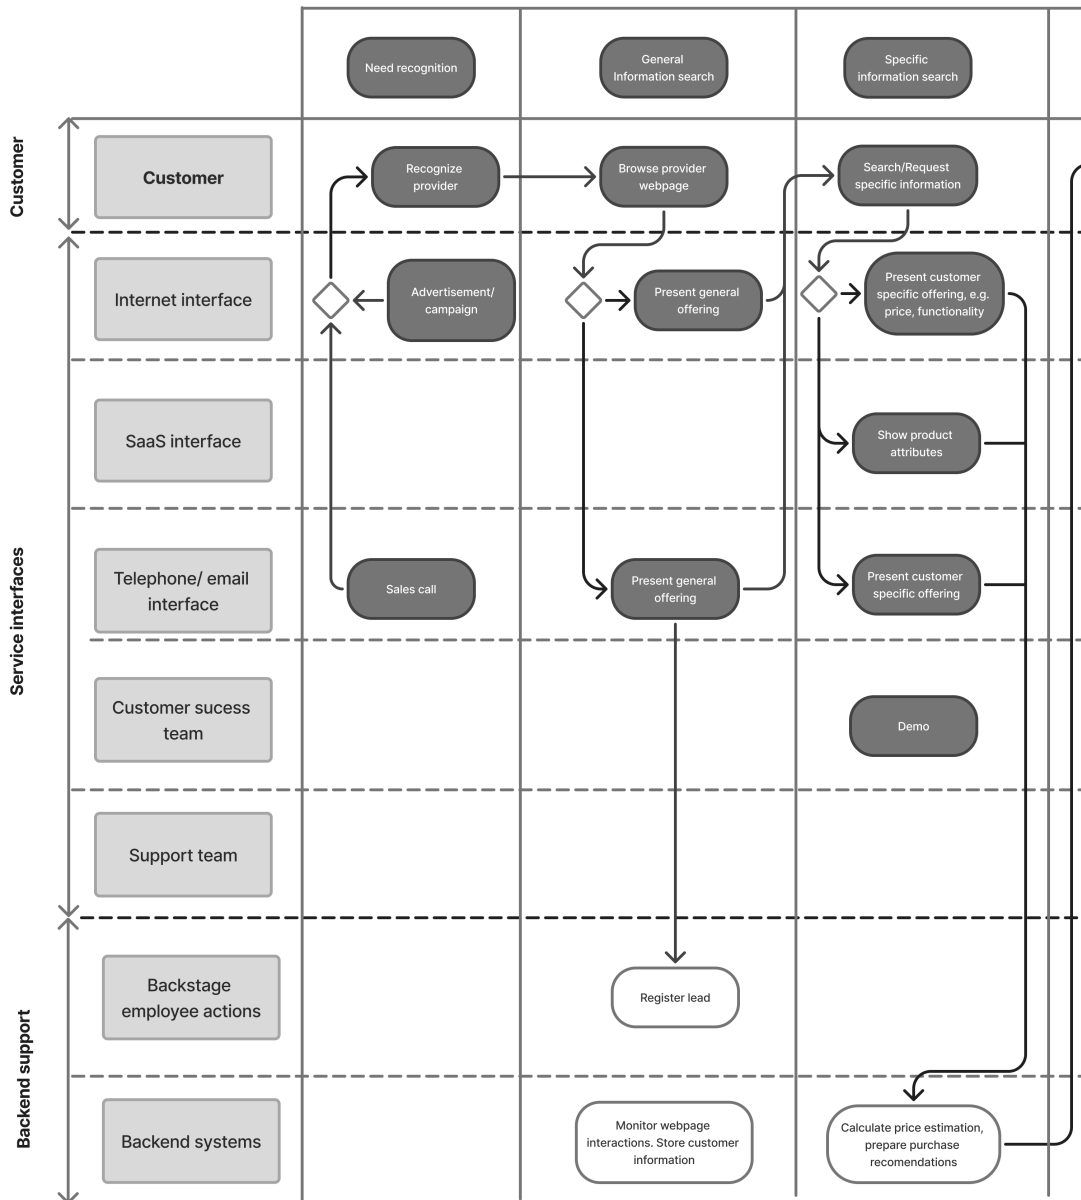 Need recognition
General
Information search
Specific
information search
Customer
Customer
Recognize
provider
Browse provider
webpage
Search/Request
specific information
Service interfaces
Internet interface
Advertisement/
campaign
Present general
offering
Present customer
specific offering, e.g.
price, functionality
SaaS interface
Show product
attributes
Telephone/ email
interface
Sales call
Present general
offering
Present customer
specific offering
Customer sucess
team
Demo
Support team
Backend support
Backstage
employee actions
Register lead
Backend systems
Monitor webpage
interactions. Store customer
information
Calculate price estimation,
prepare purchase
recomendations